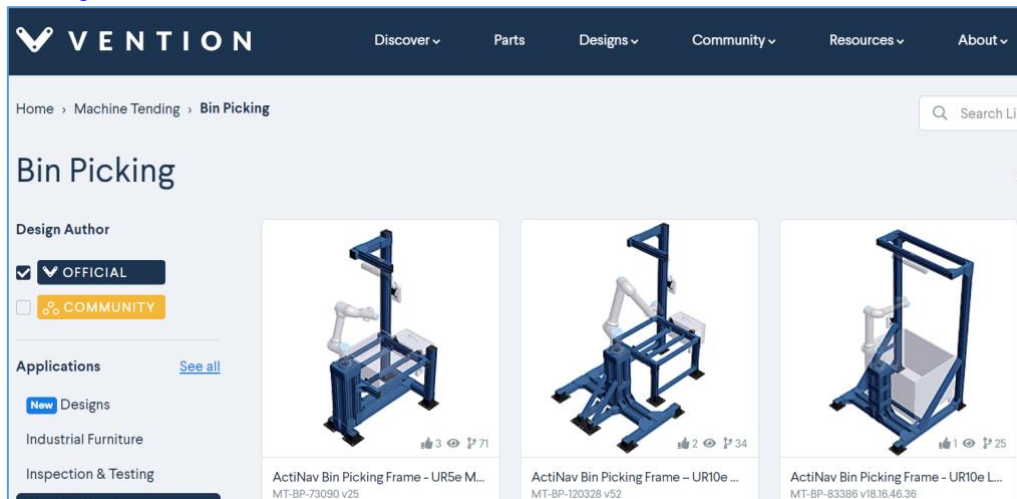 VENTION
Discover Parts Designs Community Resources About
Home › Machine Tending › Bin Picking
Search Li
Bin Picking
Design Author
OFFICIAL
COMMUNITY
Applications See all
New Designs
Industrial Furniture
Inspection & Testing
3 71
2 34
1 25
ActiNav Bin Picking Frame - UR5e M...
MT-BP-73090 v25
ActiNav Bin Picking Frame – UR10e ...
MT-BP-120328 v52
ActiNav Bin Picking Frame - UR10e L...
MT-BP-83386 v18.16.46.36